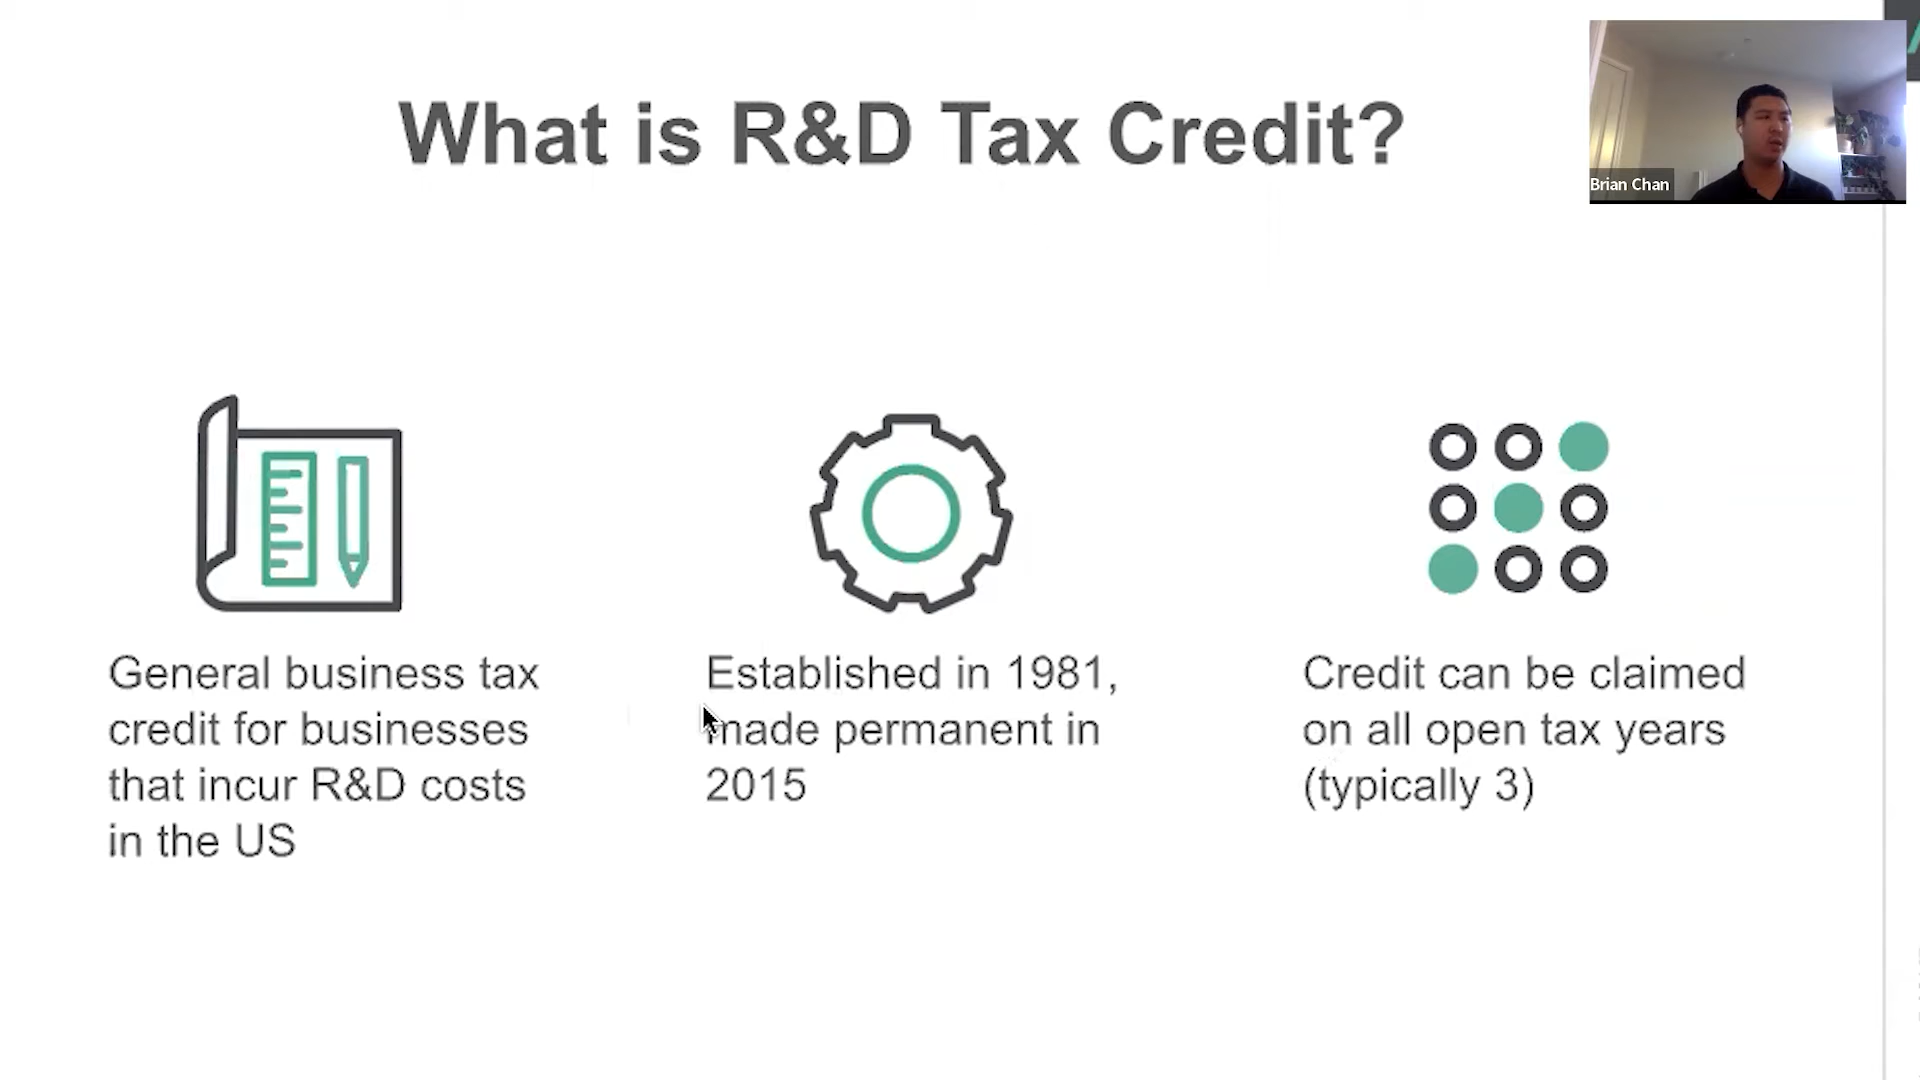 What is R&D Tax Credit?
Brian Chan
General business tax
credit for businesses
that incur R&D costs
in the US
Established in 1981,
made permanent in
2015
Credit can be claimed
on all open tax years
(typically 3)